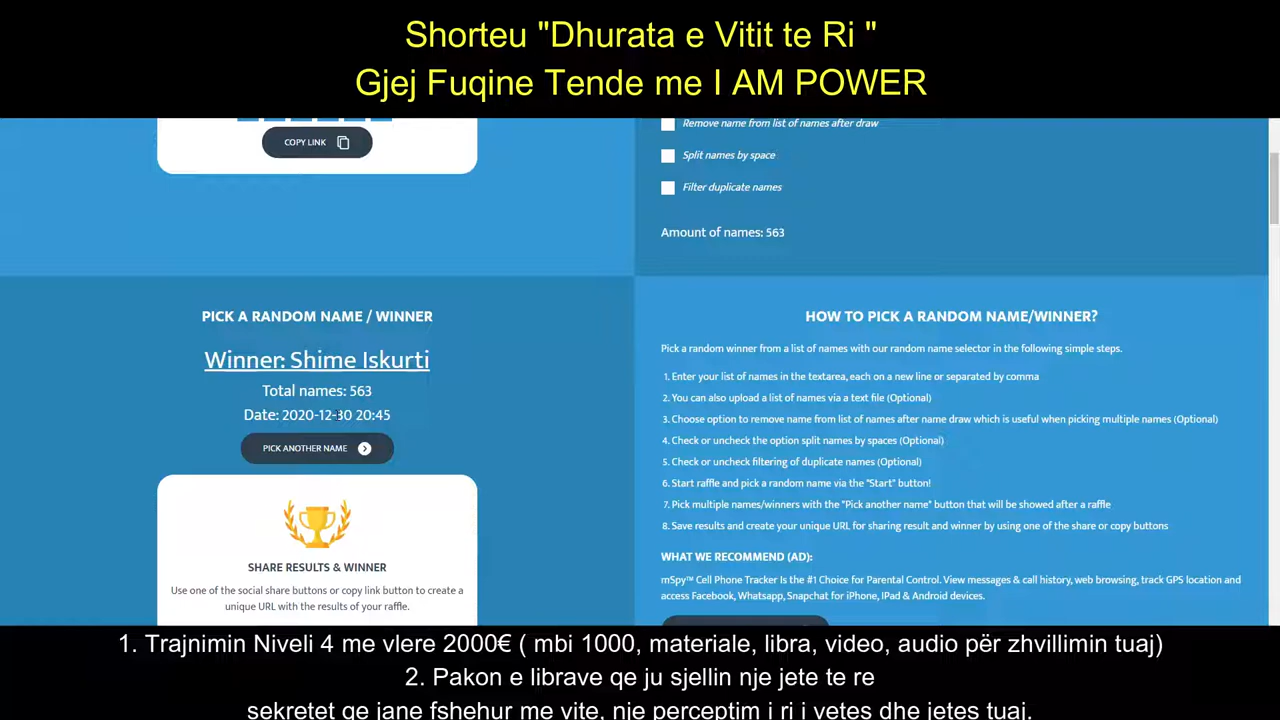 Shorteu "Dhurata e Vitit te Ri "
Gjej Fuqine Tende me I AM POWER
COPY LINK
Remove name from list of names after draw
Split names by space
Filter duplicate names
Amount of names: 563
PICK A RANDOM NAME / WINNER
Winner: Shime Iskurti
Total names: 563
Date: 2020-12-30 20:45
PICK ANOTHER NAME
SHARE RESULTS & WINNER
Use one of the social share buttons or copy link button to create a
unique URL with the results of your raffle.
HOW TO PICK A RANDOM NAME/WINNER?
Pick a random winner from a list of names with our random name selector in the following simple steps.
1. Enter your list of names in the textarea, each on a new line or separated by comma
2. You can also upload a list of names via a text file (Optional)
3. Choose option to remove name from list of names after name draw which is useful when picking multiple names (Optional)
4. Check or uncheck the option split names by spaces (Optional)
5. Check or uncheck filtering of duplicate names (Optional)
6. Start raffle and pick a random name via the "Start" button!
7. Pick multiple names/winners with the "Pick another name" button that will be showed after a raffle
8. Save results and create your unique URL for sharing result and winner by using one of the share or copy buttons
WHAT WE RECOMMEND (AD):
mSpy™ Cell Phone Tracker Is the #1 Choice for Parental Control. View messages & call history, web browsing, track GPS location and
access Facebook, Whatsapp, Snapchat for iPhone, IPad & Android devices.
1. Trajnimin Niveli 4 me vlere 2000€ ( mbi 1000, materiale, libra, video, audio për zhvillimin tuaj)
2. Pakon e librave qe ju sjellin nje jete te re
sekretet qe jane fshehur me vite, nje perceptim i ri i vetes dhe jetes tuaj.